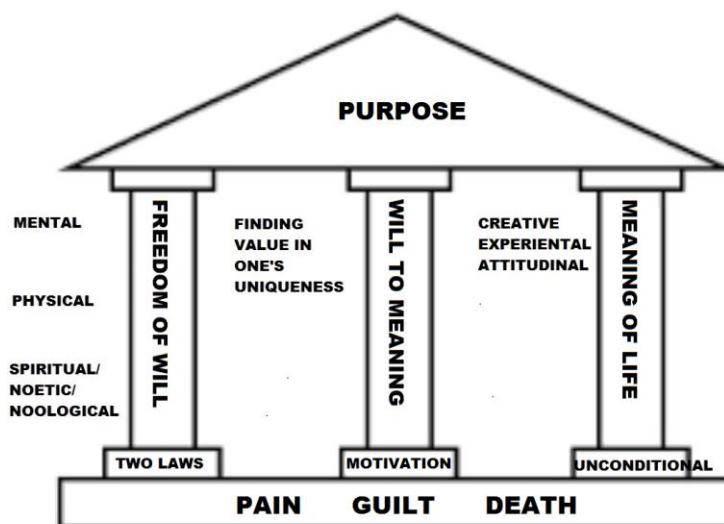 PURPOSE
MENTAL
PHYSICAL
SPIRITUAL/
NOETIC/
NOOLOGICAL
FREEDOM OF WILL
FINDING
VALUE IN
ONE'S
UNIQUENESS
WILL TO MEANING
CREATIVE
EXPERIENTAL
ATTITUDINAL
MEANING OF LIFE
TWO LAWS
MOTIVATION
UNCONDITIONAL
PAIN GUILT DEATH